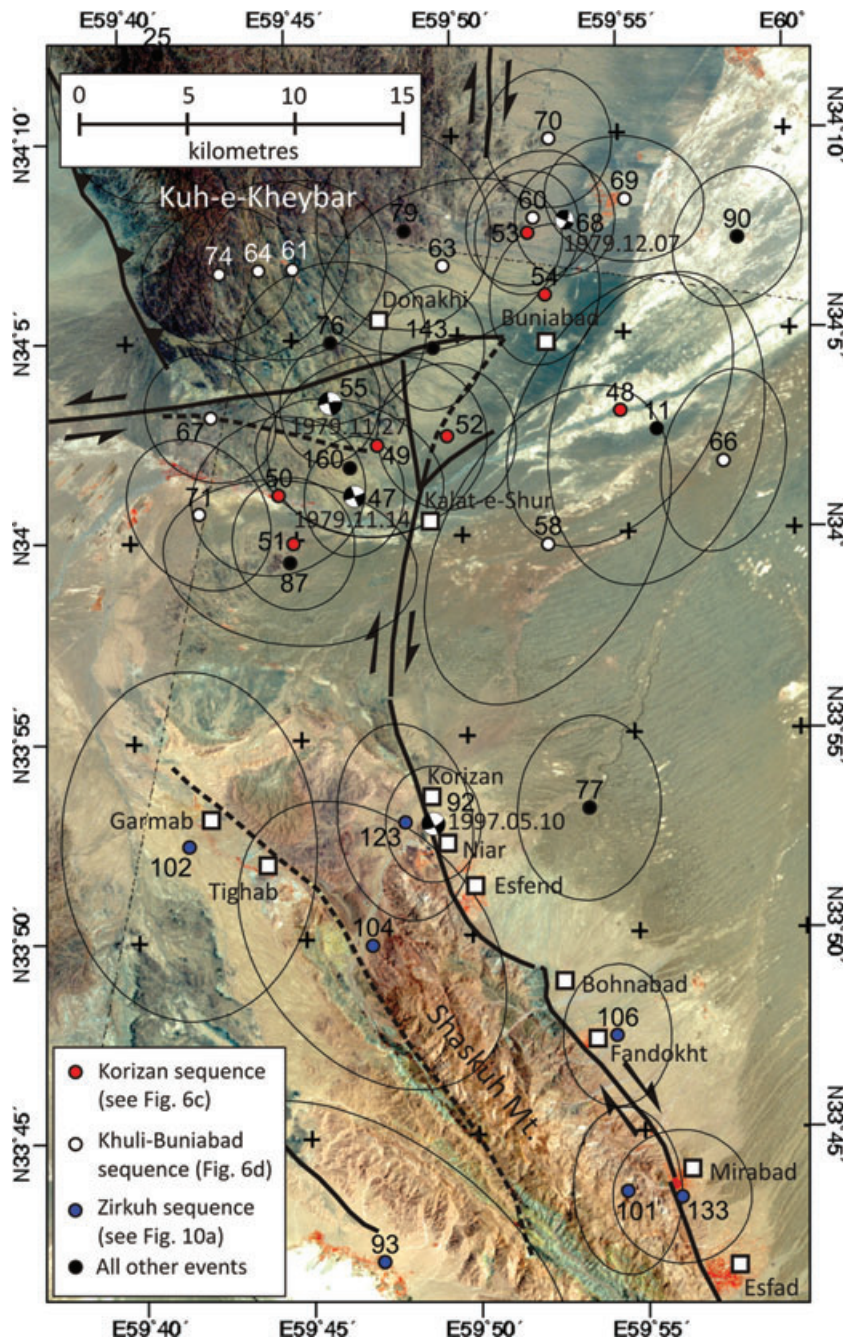 E59°40´ E59°45´ E59°50´ E59°55´ E60°
25
0 5 10 15
kilometres
N34°10´
N34°10´
70
Kuh-e-Kheybar
69
60
68
90
79
53
1979.12.07
74 64 61
63
54
Donakhi
Buniabad
N34°5´
76
143
N34°5´
55
48
11
1979.11.27
52
67
49
66
160
50
47
Kalat-e-Shur
71
1979.11.14
58
N34°
51
N34°
87
N33°55´
N33°55´
Korizan
77
92
Garmab
123
1997.05.10
Niar
102
Tighab
Esfend
N33°50´
104
N33°50´
Bohnabad
Shaskuh Mt.
106
Fandokht
Korizan sequence
(see Fig. 6c)
Khuli-Buniabad
sequence (Fig. 6d)
N33°45´
N33°45´
Mirabad
Zirkuh sequence
(see Fig. 10a)
101
133
93
All other events
Esfad
E59°40´ E59°45´ E59°50´ E59°55´